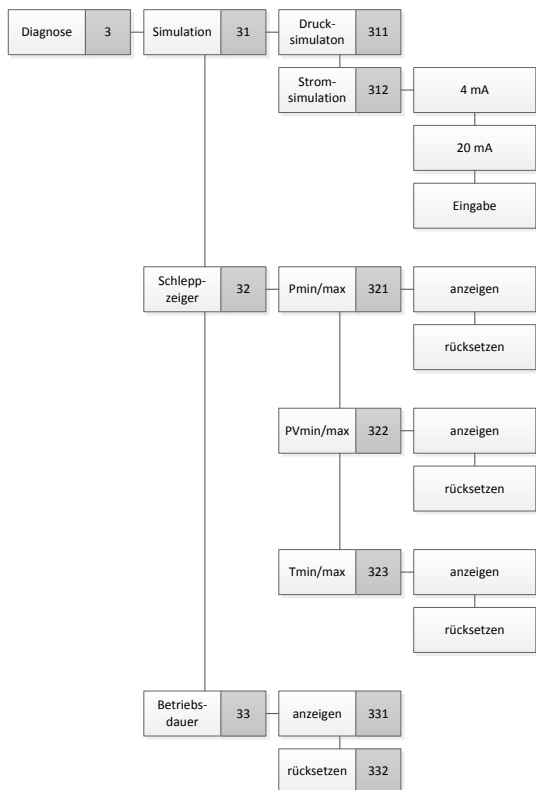 Diagnose 3 Simulation 31 Druck-
simulaton 311
Strom-
simulation 312 4 mA
20 mA
Eingabe
Schlepp-
zeiger 32 Pmin/max 321 anzeigen
rücksetzen
PVmin/max 322 anzeigen
rücksetzen
Tmin/max 323 anzeigen
rücksetzen
Betriebs-
dauer 33 anzeigen 331
rücksetzen 332